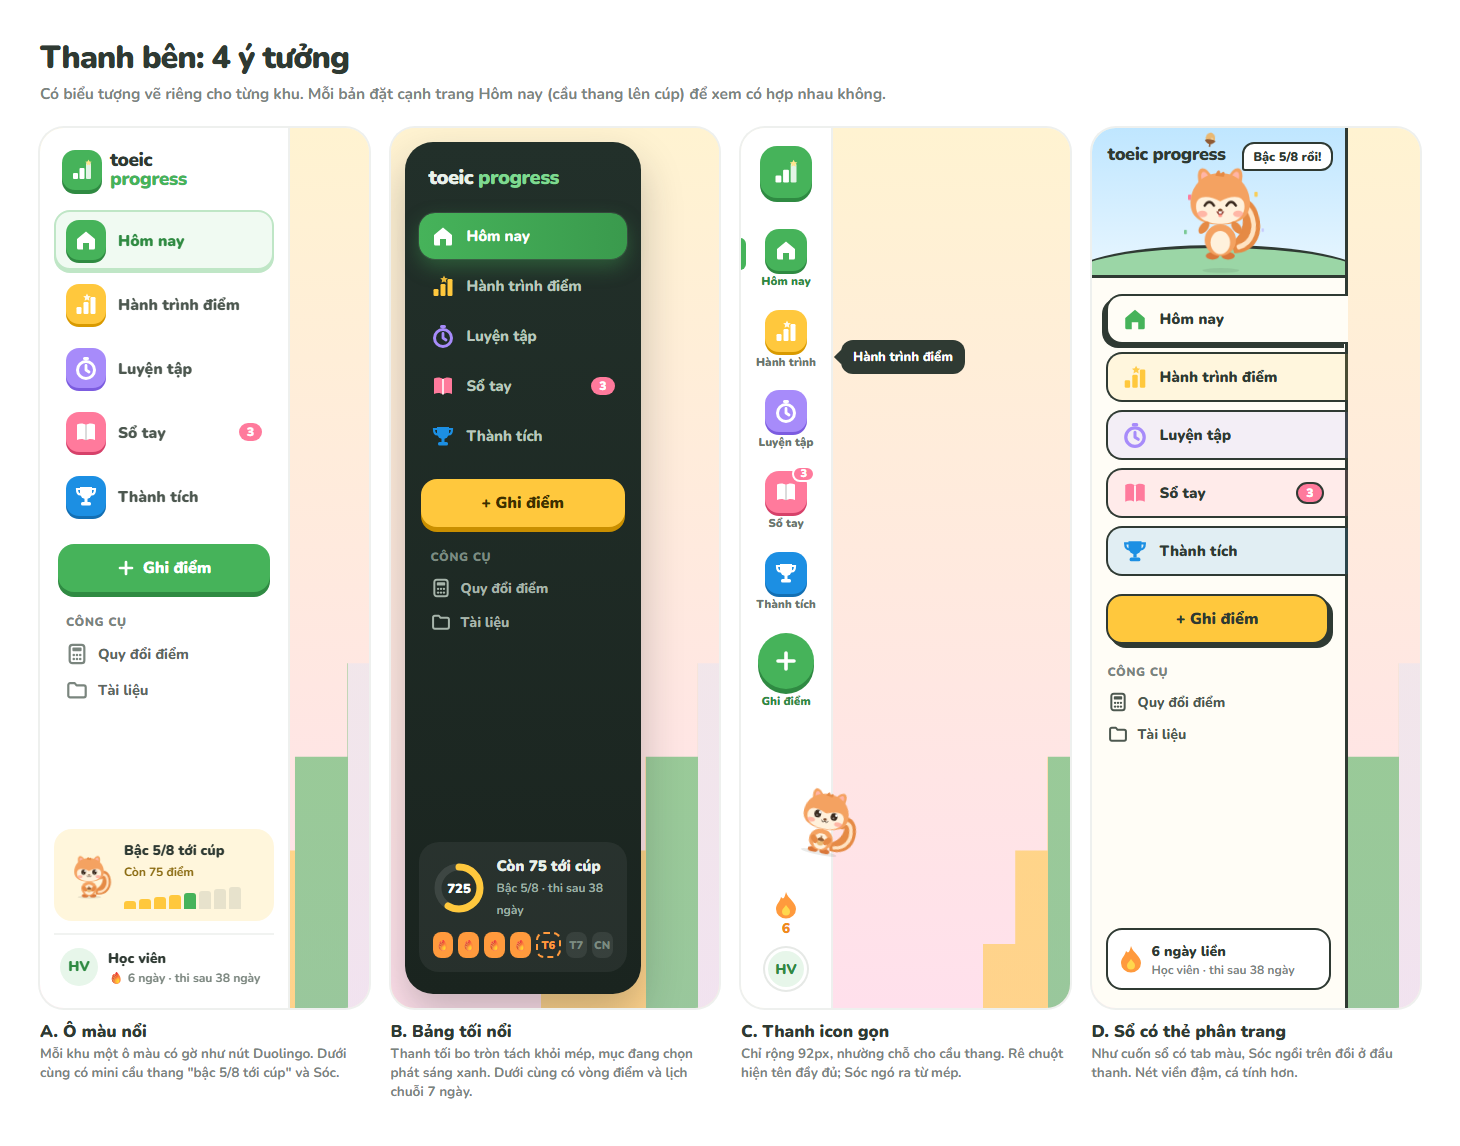 Thanh bên: 4 ý tưởng
Có biểu tượng vẽ riêng cho từng khu. Mỗi bản đặt cạnh trang Hôm nay (cầu thang lên cúp) để xem có hợp nhau không.
toeic
progress
Hôm nay
Hành trình điểm
Luyện tập
Sổ tay
3
Thành tích
+ Ghi điểm
CÔNG CỤ
Quy đổi điểm
Tài liệu
Bậc 5/8 tới cúp
Còn 75 điểm
HV
Học viên
6 ngày · thi sau 38 ngày
A. Ô màu nổi
Mỗi khu một ô màu có gờ như nút Duolingo. Dưới
cùng có mini cầu thang "bậc 5/8 tới cúp" và Sóc.
toeic progress
Hôm nay
Hành trình điểm
Luyện tập
Sổ tay
3
Thành tích
+ Ghi điểm
CÔNG CỤ
Quy đổi điểm
Tài liệu
725
Còn 75 tới cúp
Bậc 5/8 · thi sau 38
ngày
T6
T7
CN
B. Bảng tối nổi
Thanh tối bo tròn tách khỏi mép, mục đang chọn
phát sáng xanh. Dưới cùng có vòng điểm và lịch
chuỗi 7 ngày.
Hôm nay
Hành trình
Hành trình điểm
Luyện tập
3
Sổ tay
Thành tích
Ghi điểm
6
HV
C. Thanh icon gọn
Chỉ rộng 92px, nhường chỗ cho cầu thang. Rê chuột
hiện tên đầy đủ; Sóc ngó ra từ mép.
toeic progress
Bậc 5/8 rồi!
Hôm nay
Hành trình điểm
Luyện tập
Sổ tay
3
Thành tích
+ Ghi điểm
CÔNG CỤ
Quy đổi điểm
Tài liệu
6 ngày liền
Học viên · thi sau 38 ngày
D. Sổ có thẻ phân trang
Như cuốn sổ có tab màu, Sóc ngồi trên đồi ở đầu
thanh. Nét viền đậm, cá tính hơn.